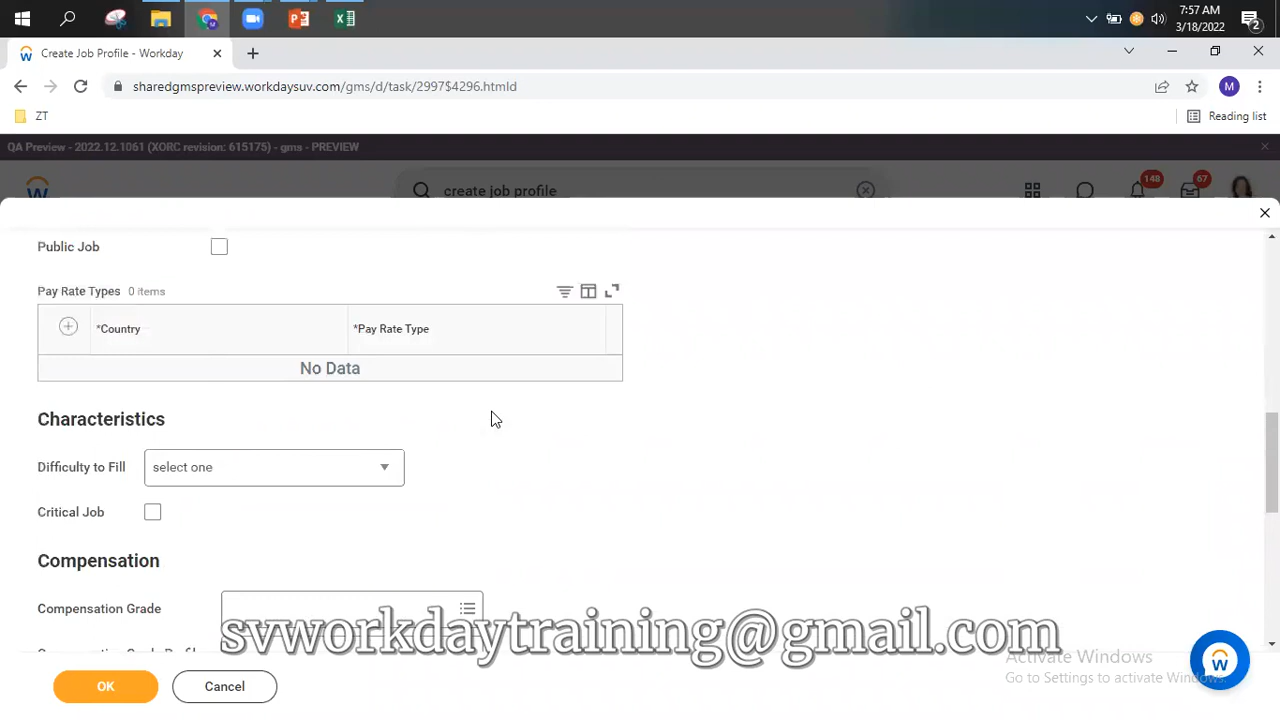 7:57 AM
3/18/2022
2
Create Job Profile - Workday
sharedgmspreview.workdaysuv.com/gms/d/task/2997$4296.htmld
M
ZT
Reading list
QA Preview - 2022.12.1061 (XORC revision: 615175) - gms - PREVIEW
create job profile
148
67
Public Job
Pay Rate Types 0 items
*Country
*Pay Rate Type
No Data
Characteristics
Difficulty to Fill
select one
Critical Job
Compensation
Compensation Grade
svworkdaytraining@gmail.com
Activate Windows
Go to Settings to activate Windows.
OK
Cancel